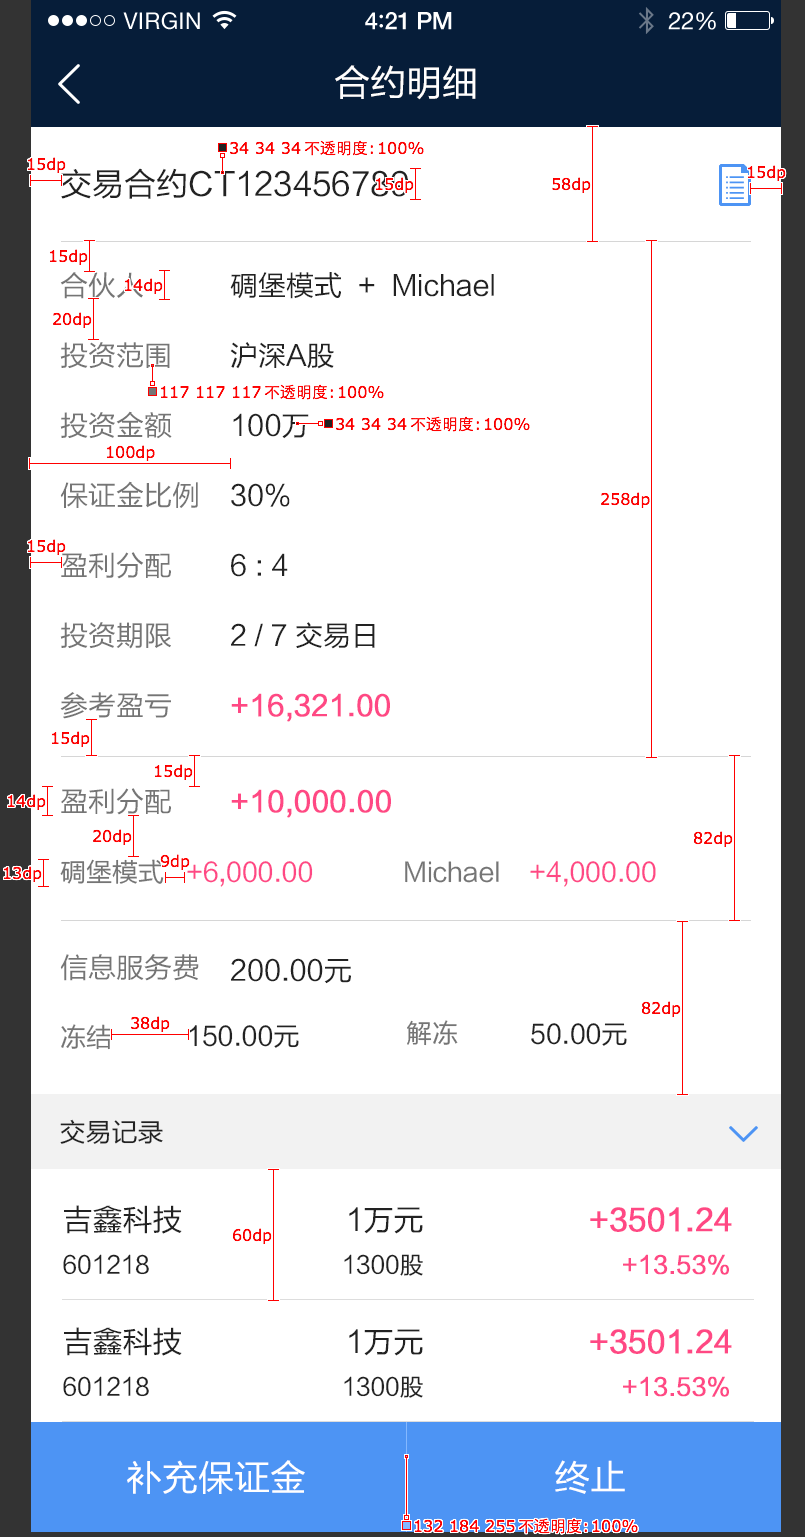 VIRGIN 4:21 PM 22%
合约明细
34 34 34 不透明度: 100%
15dp 58dp 15dp
交易合约CT123456789 15dp
15dp
合伙人 14dp 碉堡模式 + Michael
20dp
投资范围 沪深A股
117 117 117 不透明度: 100%
投资金额 100万 34 34 34 不透明度: 100%
100dp
保证金比例 30% 258dp
15dp
盈利分配 6 : 4
投资期限 2 / 7 交易日
参考盈亏 +16,321.00
15dp
15dp
14dp 盈利分配 +10,000.00
20dp 82dp
9dp
13dp 碉堡模式 +6,000.00 Michael +4,000.00
信息服务费 200.00元
82dp
38dp
冻结 150.00元 解冻 50.00元
交易记录
吉鑫科技 1万元 +3501.24
60dp
601218 1300股 +13.53%
吉鑫科技 1万元 +3501.24
601218 1300股 +13.53%
补充保证金 终止
132 184 255 不透明度: 100%